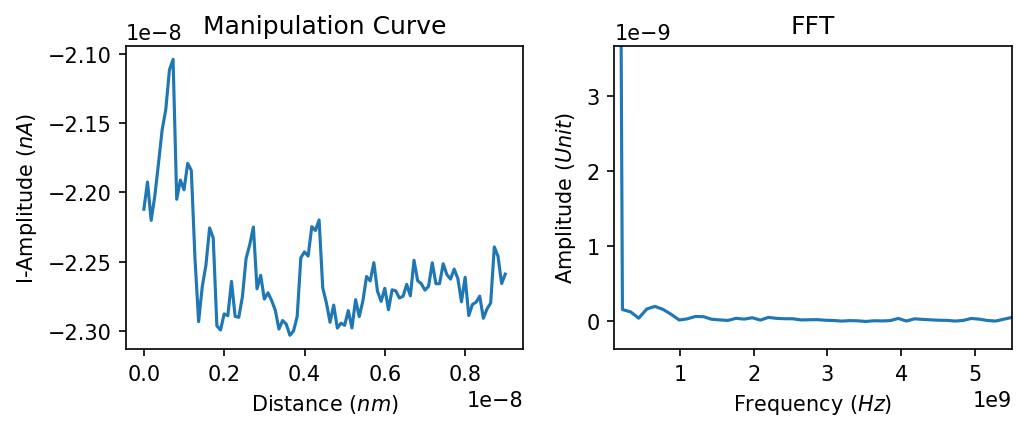 Manipulation Curve
1e−8
−2.10
−2.15
−2.20
−2.25
−2.30
I-Amplitude (nA)
0.0 0.2 0.4 0.6 0.8
1e−8
Distance (nm)
FFT
1e−9
3
2
1
0
Amplitude (Unit)
1 2 3 4 5
1e9
Frequency (Hz)